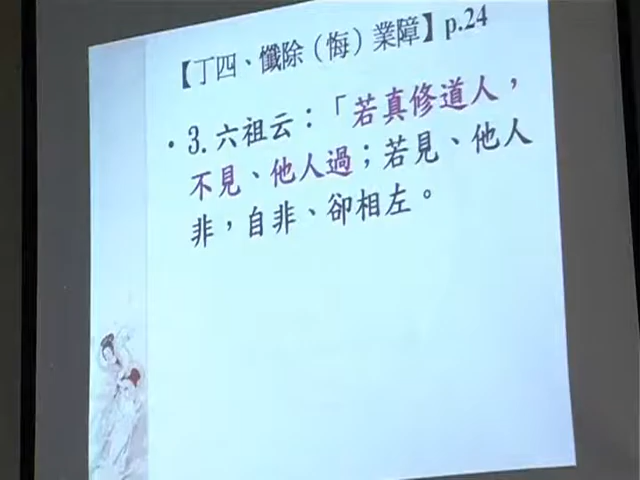 【丁四、懺除（悔）業障】p.24
• 3. 六祖云：「若真修道人，
不見、他人過；若見、他人
非，自非、卻相左。